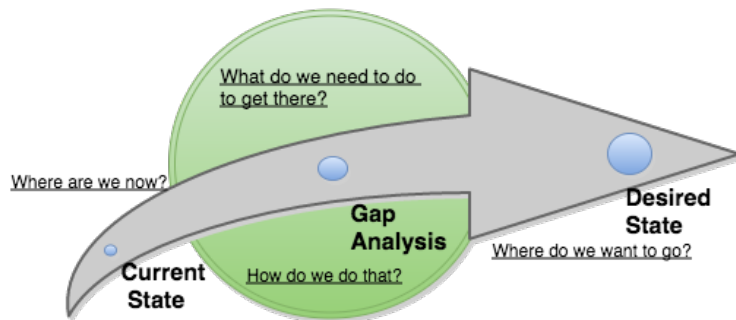 What do we need to do
to get there?
Where are we now?
Gap
Analysis
Desired
State
Where do we want to go?
Current
State
How do we do that?